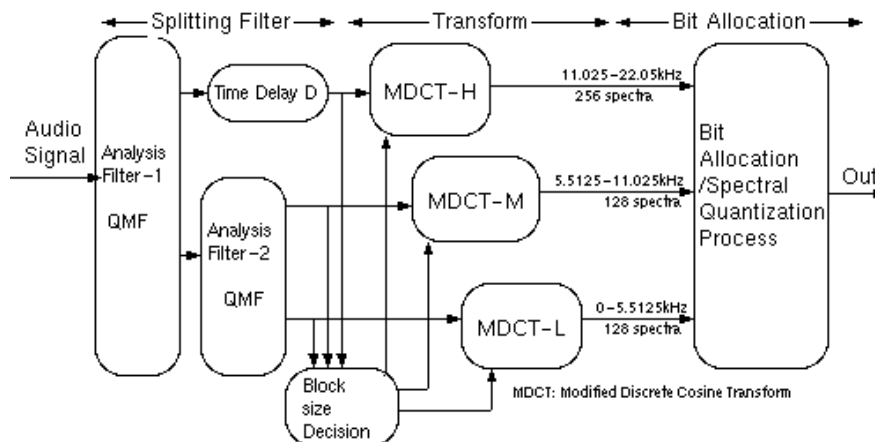 Splitting Filter
Transform
Bit Allocation
Audio
Signal
Analysis
Filter-1
QMF
Time Delay D
Analysis
Filter-2
QMF
MDCT-H
11.025-22.05kHz
256 spectra
MDCT-M
5.5125-11.025kHz
128 spectra
MDCT-L
0-5.5125kHz
128 spectra
Block
size
Decision
Bit
Allocation
/Spectral
Quantization
Process
Out
MDCT: Modified Discrete Cosine Transform